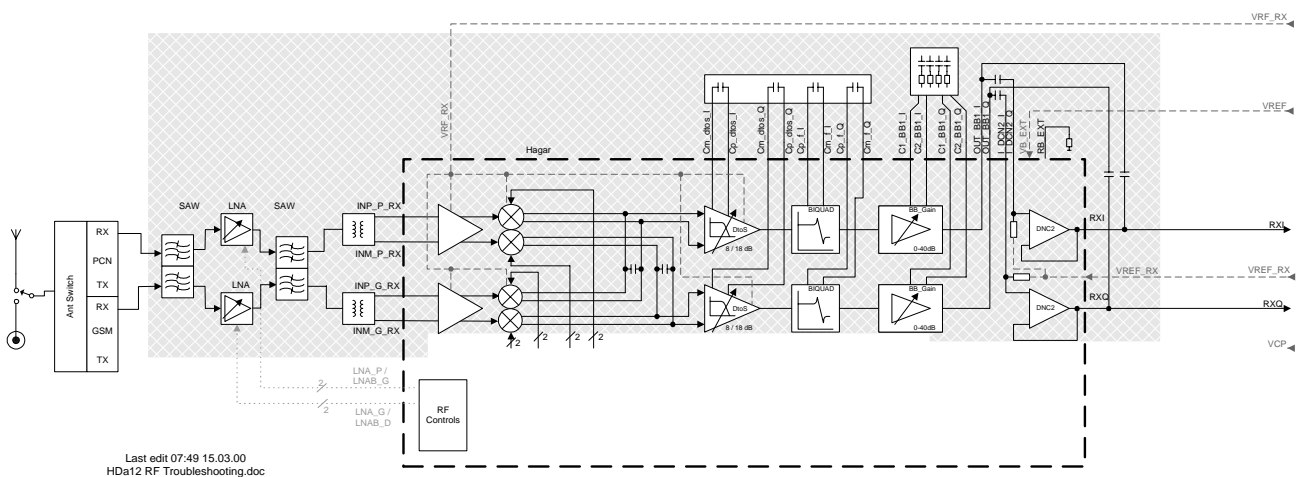 VRF_RX
VRF_RX
Cm_dtos_I
Cp_dtos_I
Cm_dtos_Q
Cp_dtos_Q
Cp_f_I
Cm_f_I
Cp_f_Q
Cm_f_Q
C1_BB1_I
C2_BB1_I
C1_BB1_Q
C2_BB1_Q
OUT_BB1_I
OUT_BB1_Q
I_DCN2_I
I_DCN2_Q
VB_EXT
RB_EXT
VREF
Hagar
SAW
LNA
SAW
INP_P_RX
INM_P_RX
DtoS
8 / 18 dB
BIQUAD
BB_Gain
0-40dB
DNC2
RXI
RXI
Ant Switch
RX
PCN
TX
RX
GSM
TX
LNA
INP_G_RX
INM_G_RX
DtoS
8 / 18 dB
BIQUAD
BB_Gain
0-40dB
DNC2
VREF_RX
VREF_RX
RXQ
RXQ
2
2
2
2
VCP
LNA_P /
LNAB_G
2
2
LNA_G /
LNAB_D
RF
Controls
Last edit 07:49 15.03.00
HDa12 RF Troubleshooting.doc